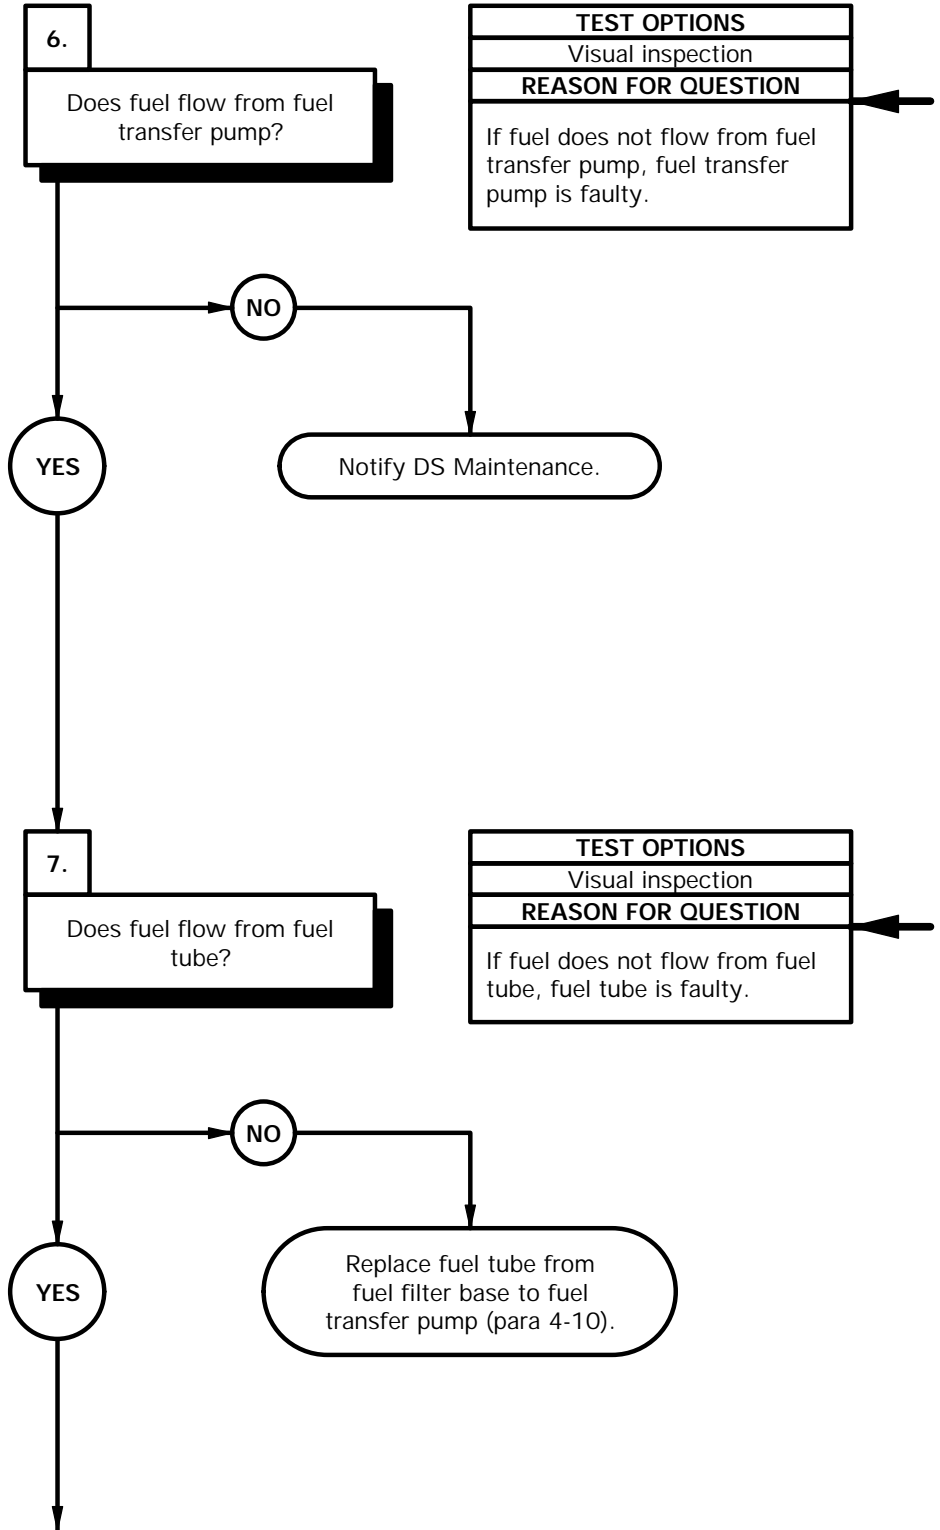 6.
Does fuel flow from fuel
transfer pump?
TEST OPTIONS
Visual inspection
REASON FOR QUESTION
If fuel does not flow from fuel
transfer pump, fuel transfer
pump is faulty.
NO
YES
Notify DS Maintenance.
7.
Does fuel flow from fuel
tube?
TEST OPTIONS
Visual inspection
REASON FOR QUESTION
If fuel does not flow from fuel
tube, fuel tube is faulty.
NO
YES
Replace fuel tube from
fuel filter base to fuel
transfer pump (para 4-10).